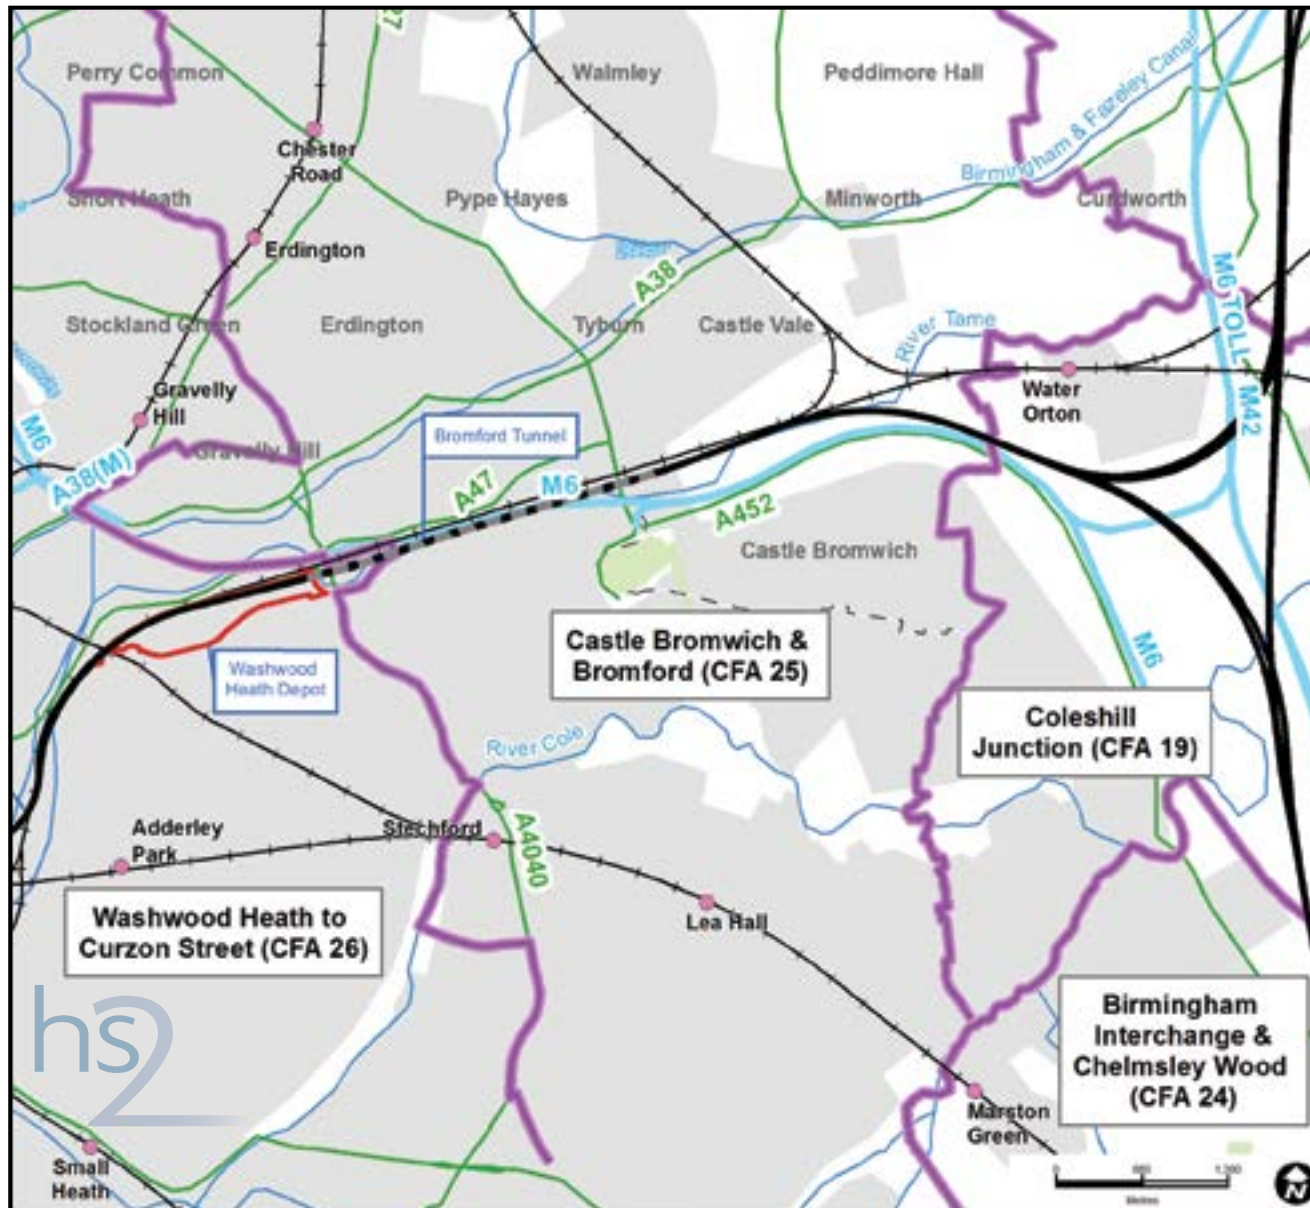 Perry Common
Walmley
Peddimore Hall
Chester
Road
Birmingham & Fazeley Canal
Short Heath
Pype Hayes
Minworth
Curdworth
Erdington
A38
M6 TOLL
Stockland Green
Erdington
Tyburn
Castle Vale
River Tame
Gravelly
Hill
Water
Orton
M42
M6
A38(M)
Gravelly Hill
Bromford Tunnel
A47
M6
A452
Castle Bromwich
Castle Bromwich &
Bromford (CFA 25)
M6
Washwood
Heath Depot
Coleshill
Junction (CFA 19)
River Cole
Adderley
Park
Stechford
A4040
Lea Hall
Washwood Heath to
Curzon Street (CFA 26)
hs2
Birmingham
Interchange &
Chelmsley Wood
(CFA 24)
Marston
Green
Small
Heath
0
Metres
N